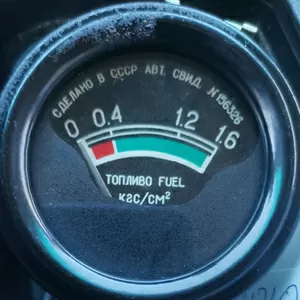 СДЕЛАНО В СССР АВТ. СВИД. №156326
0 0.4 1.2 1.6
ТОПЛИВО FUEL
КГС/СМ²